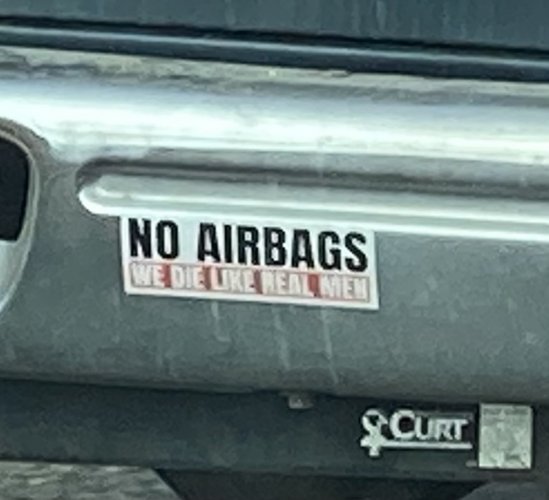 NO AIRBAGS
WE DIE LIKE REAL MEN
CURT